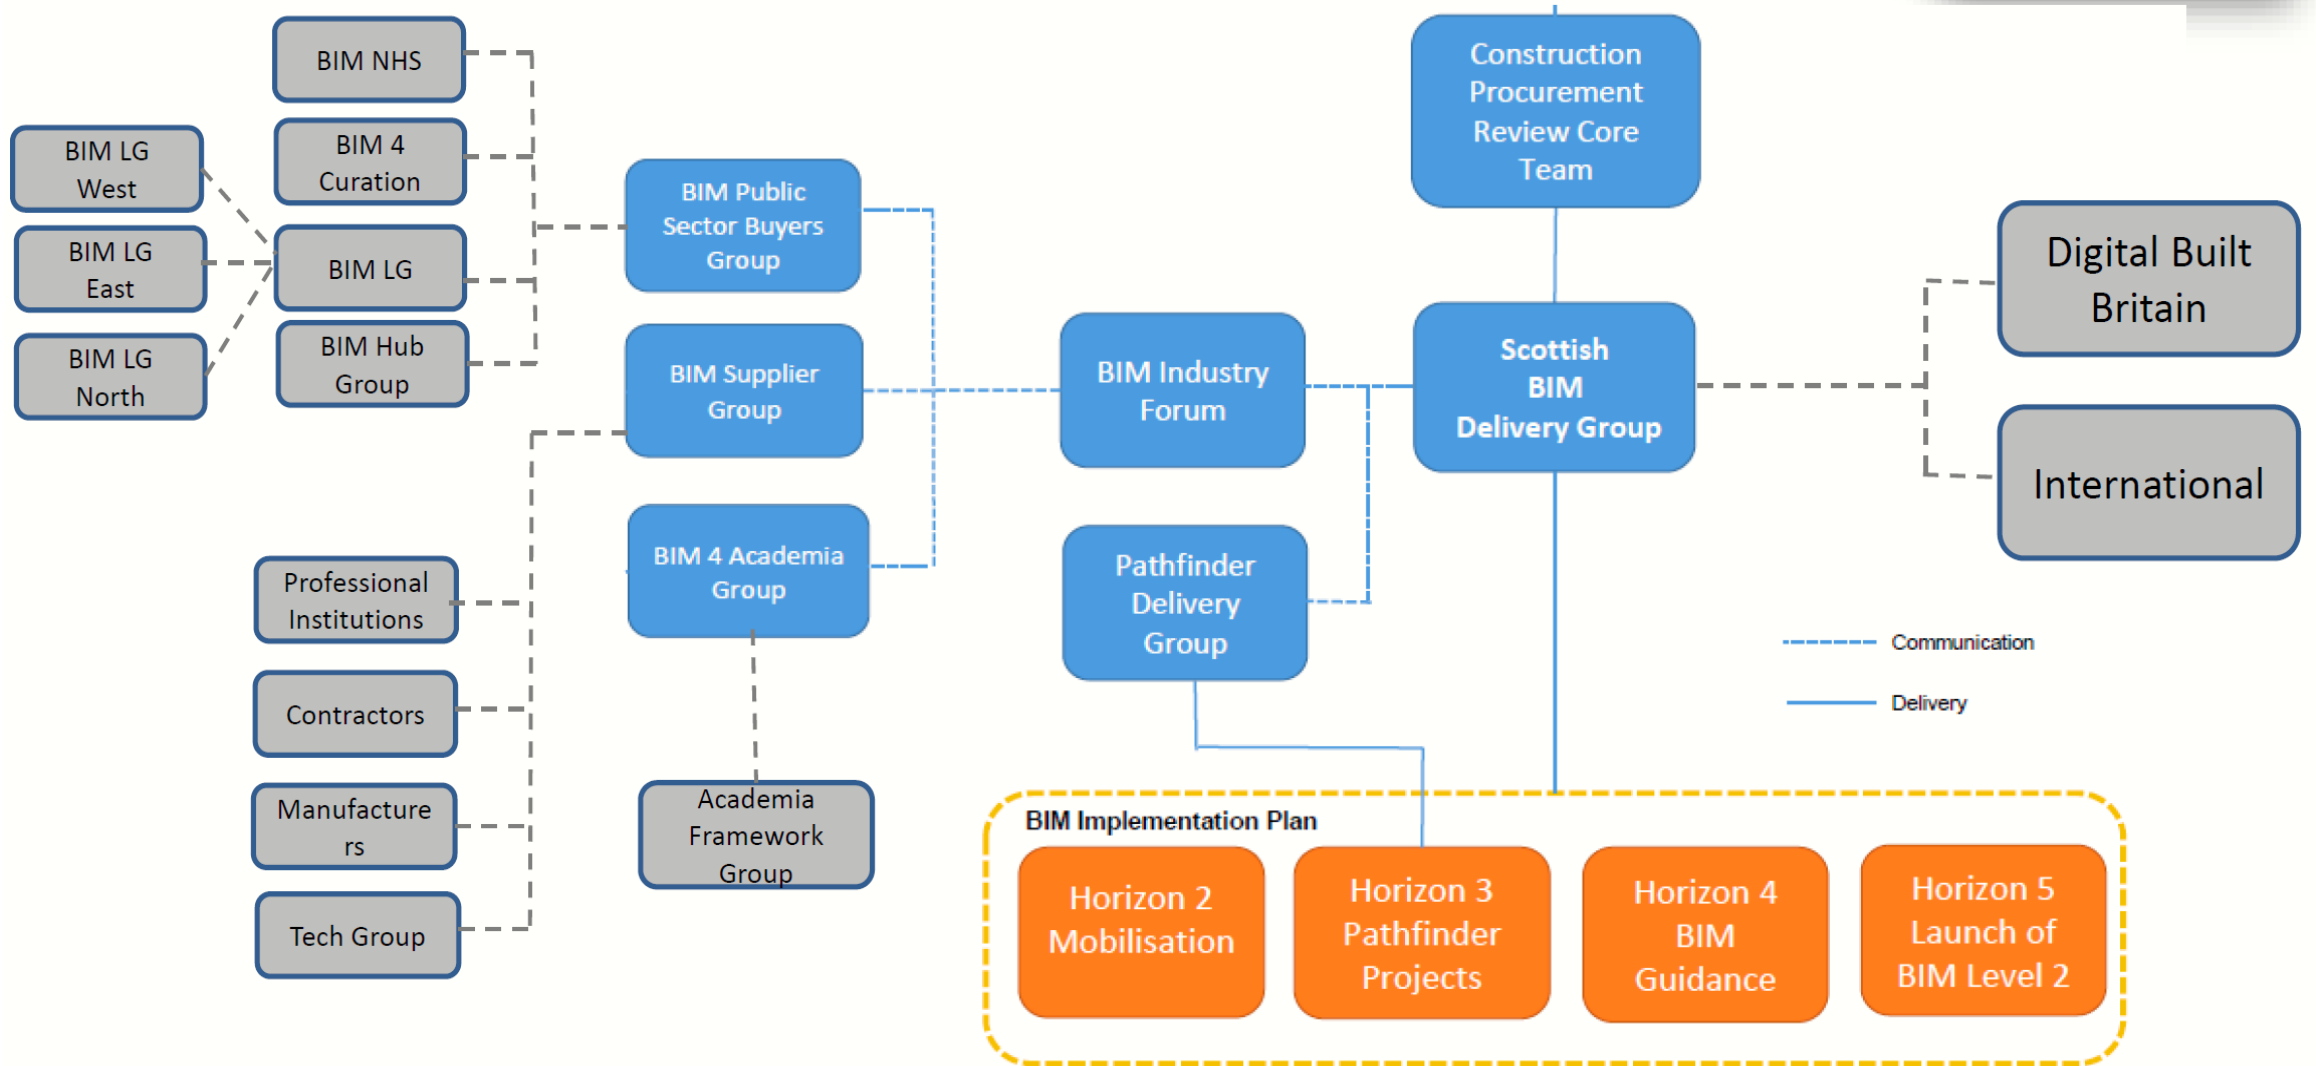 BIM NHS
BIM 4
Curation
BIM LG
West
BIM LG
East
BIM LG
North
BIM LG
BIM Hub
Group
BIM Public
Sector Buyers
Group
BIM Supplier
Group
BIM 4 Academia
Group
Professional
Institutions
Contractors
Manufacture
rs
Tech Group
Academia
Framework
Group
BIM Industry
Forum
Pathfinder
Delivery
Group
Construction
Procurement
Review Core
Team
Scottish
BIM
Delivery Group
Digital Built
Britain
International
Communication
Delivery
BIM Implementation Plan
Horizon 2
Mobilisation
Horizon 3
Pathfinder
Projects
Horizon 4
BIM
Guidance
Horizon 5
Launch of
BIM Level 2